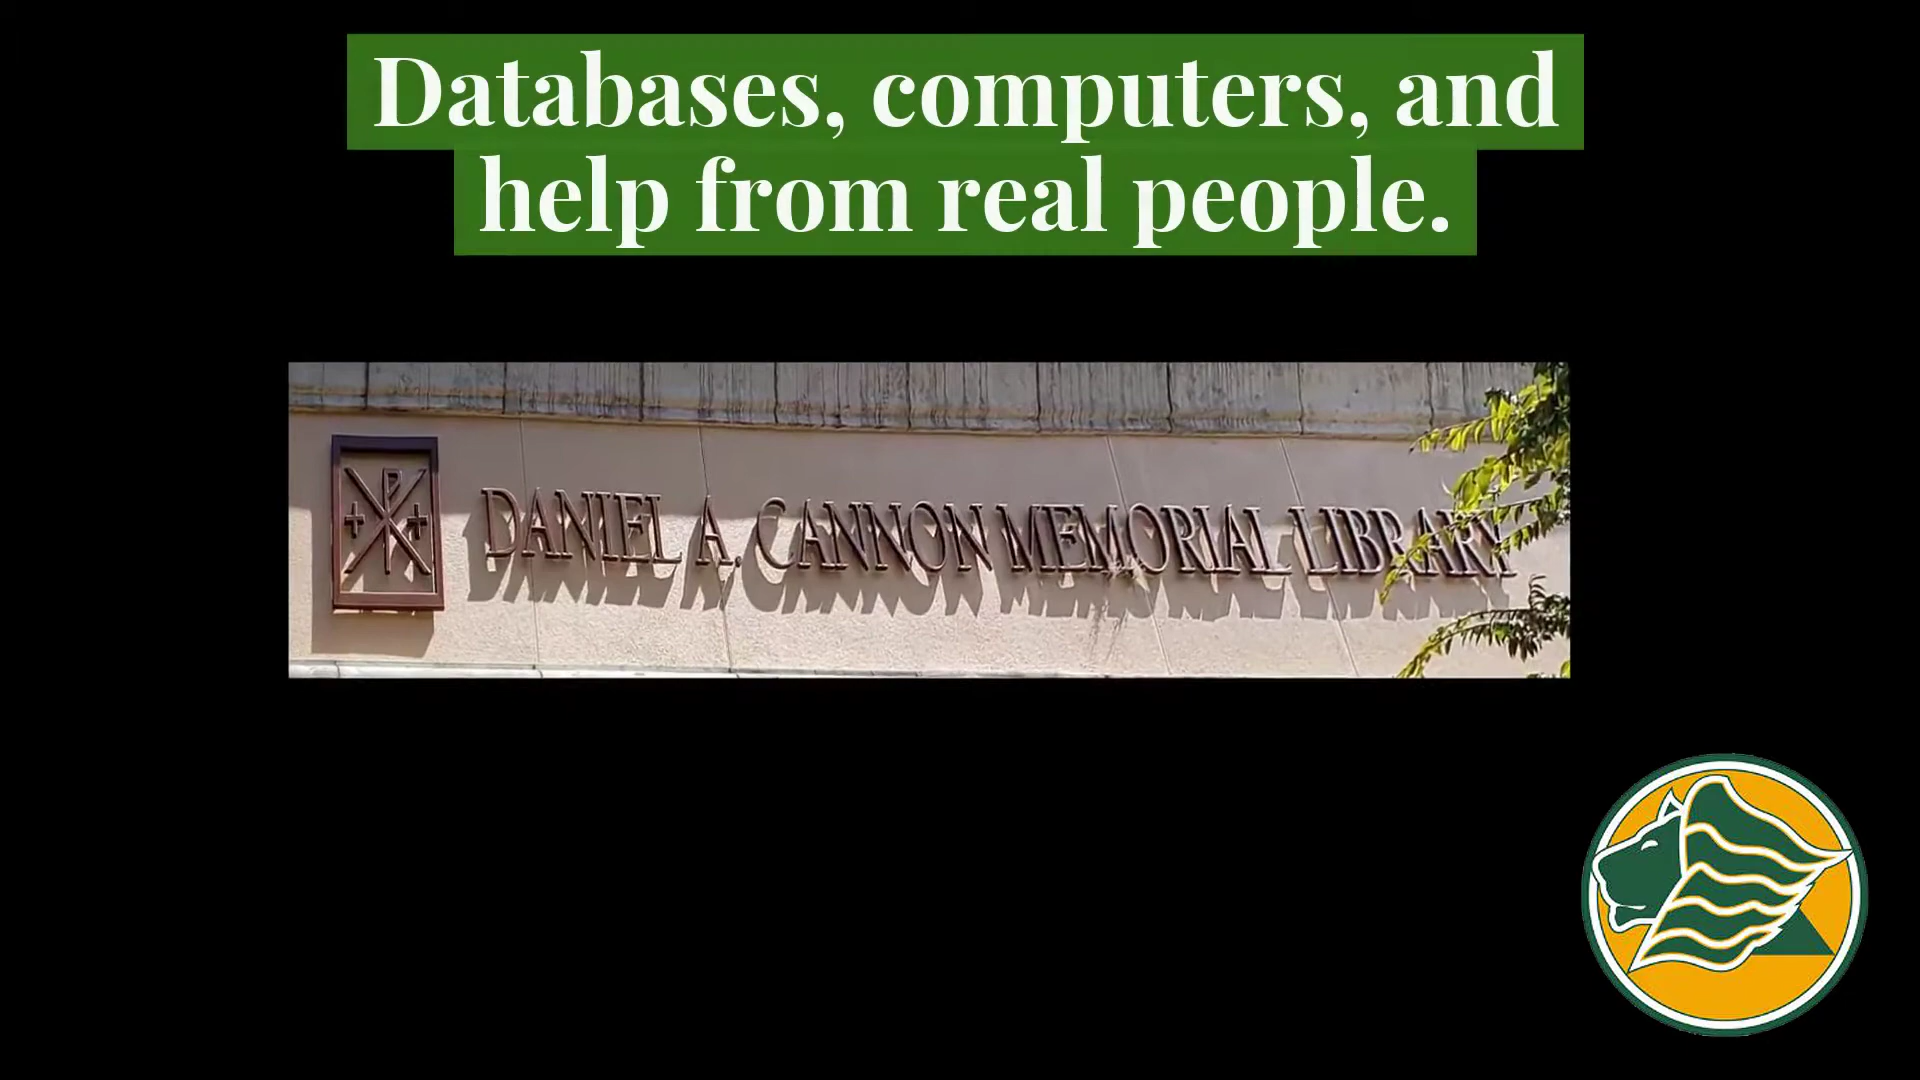 Databases, computers, and
help from real people.
DANIEL A. CANNON MEMORIAL LIBRARY